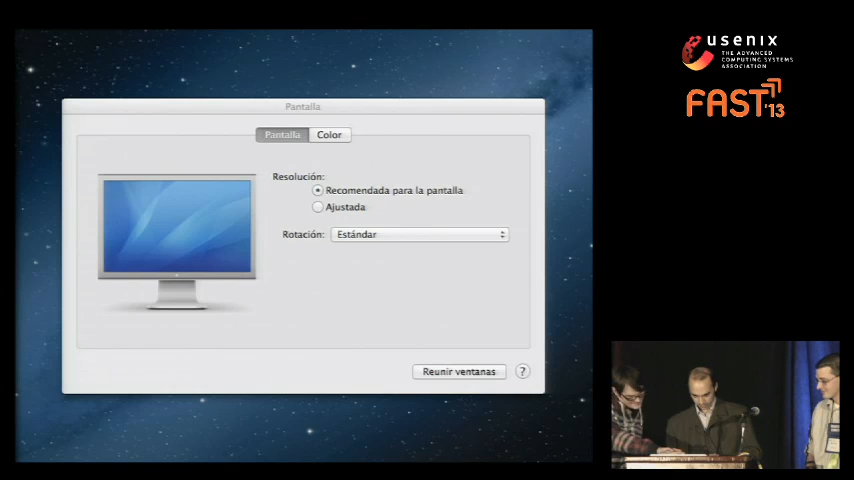 Pantalla
Pantalla Color
Resolución:
Recomendada para la pantalla
Ajustada
Rotación: Estándar
Reunir ventanas ?
usenix
THE ADVANCED
COMPUTING SYSTEMS
ASSOCIATION
FAST'13